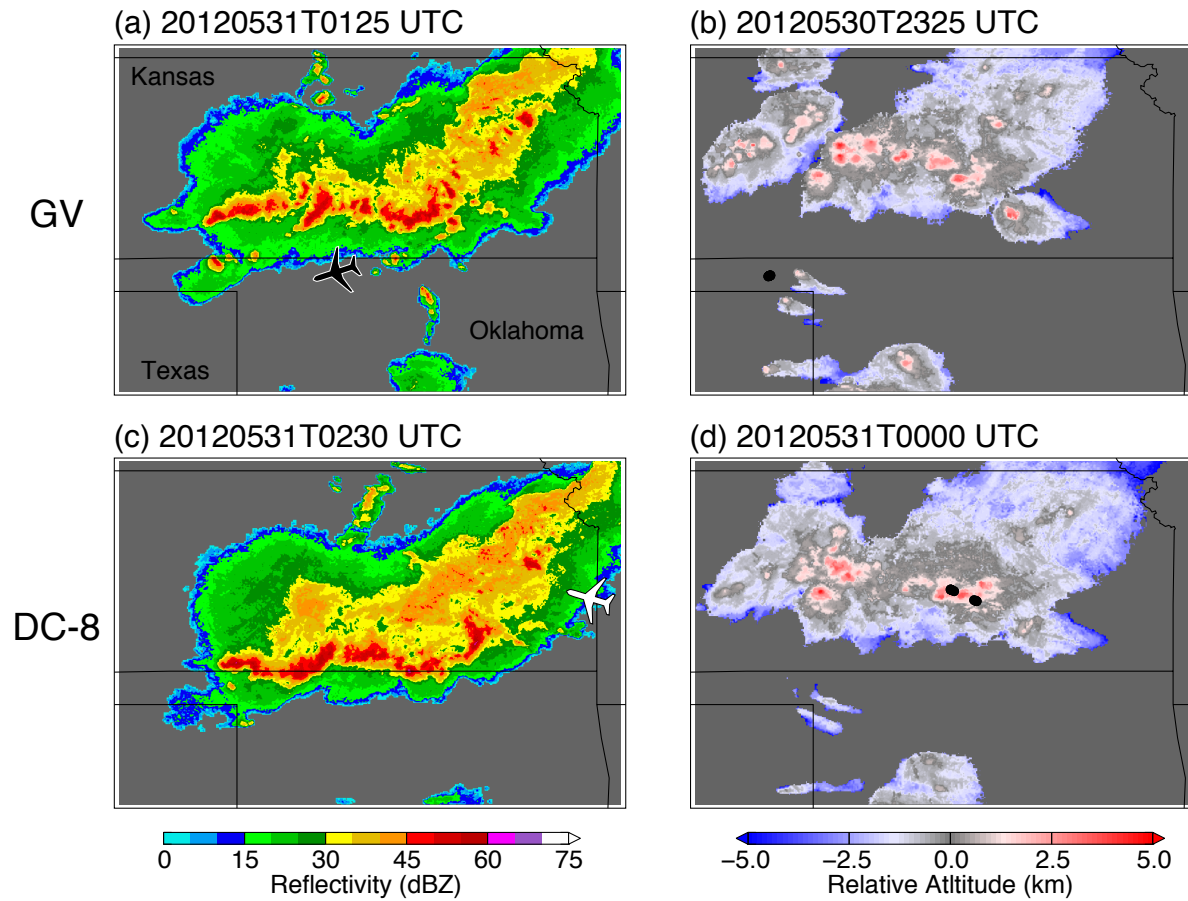 (a) 20120531T0125 UTC
(b) 20120530T2325 UTC
Kansas
GV
Oklahoma
Texas
(c) 20120531T0230 UTC
(d) 20120531T0000 UTC
DC-8
0 15 30 45 60 75
Reflectivity (dBZ)
−5.0 −2.5 0.0 2.5 5.0
Relative Atltitude (km)